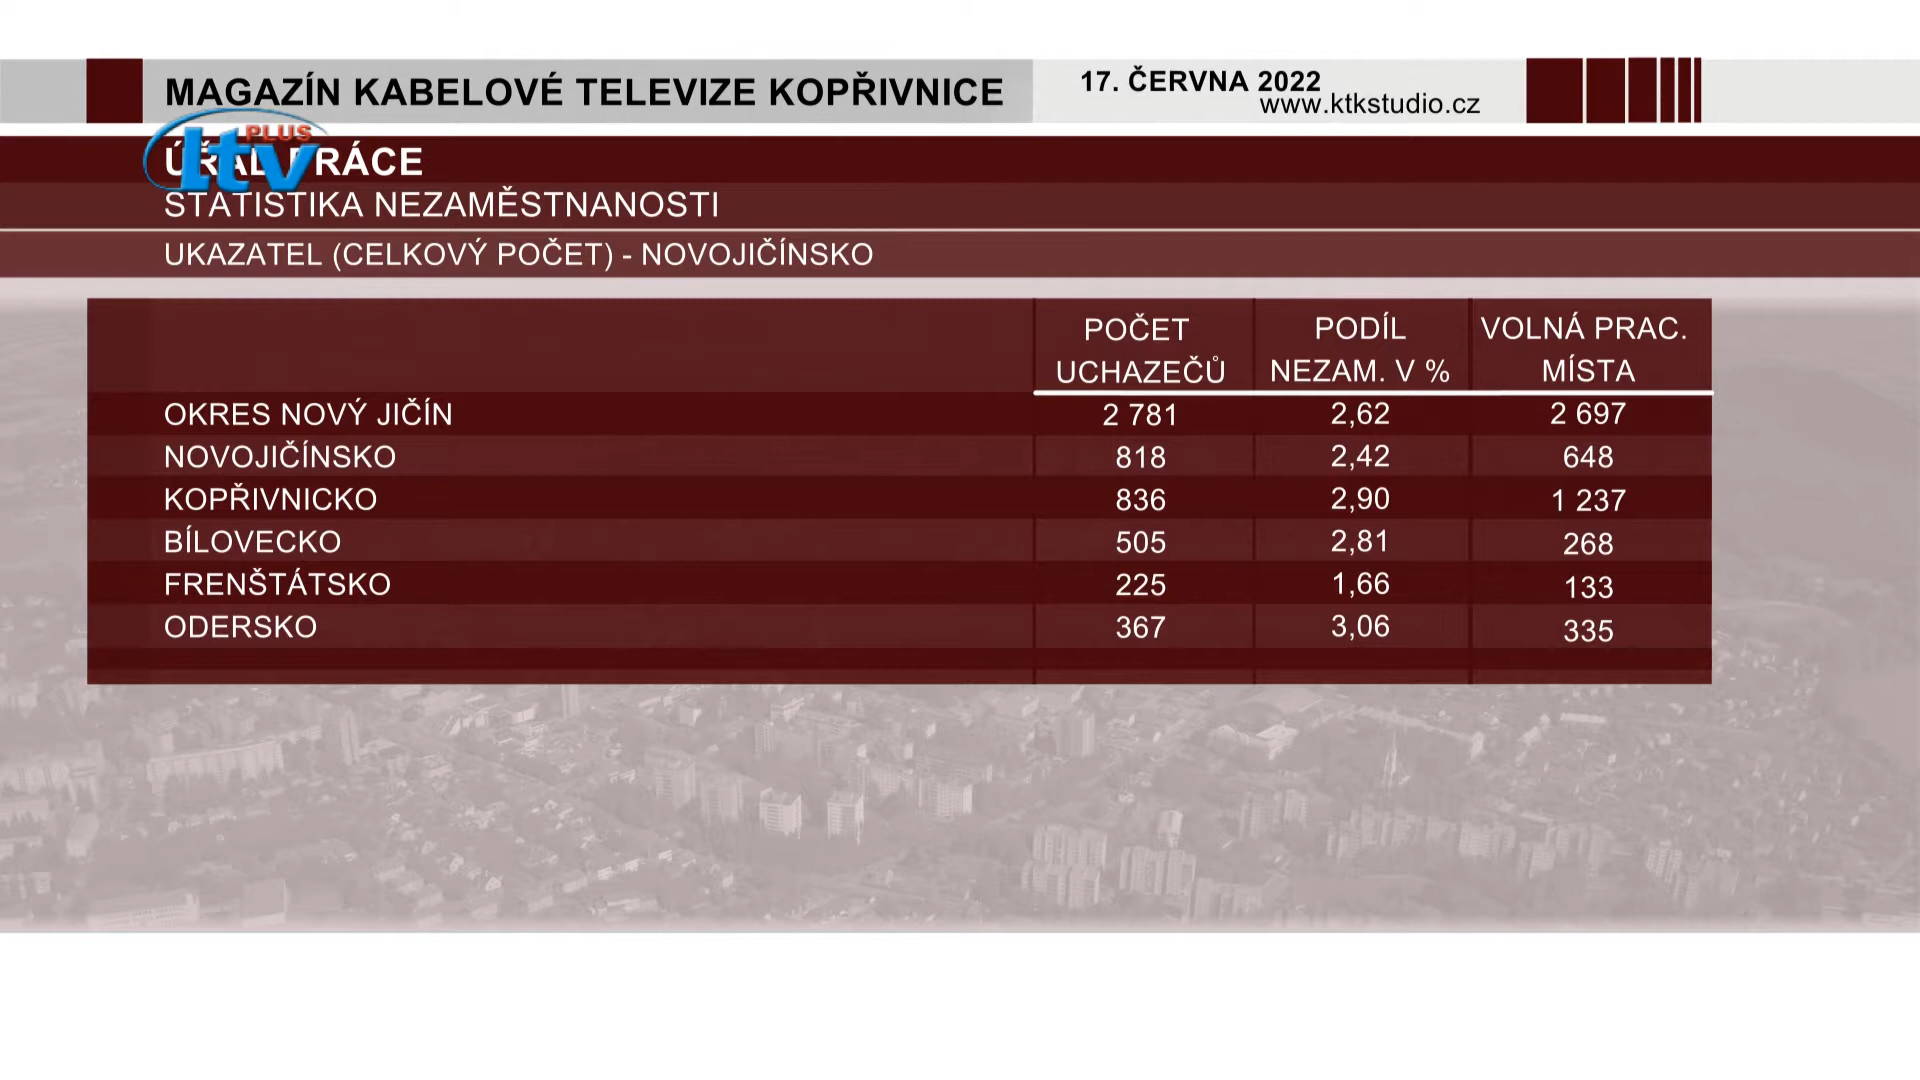 MAGAZÍN KABELOVÉ TELEVIZE KOPŘIVNICE
17. ČERVNA 2022
www.ktkstudio.cz
PLUS
ltv
ÚŘAD PRÁCE
STATISTIKA NEZAMĚSTNANOSTI
UKAZATEL (CELKOVÝ POČET) - NOVOJIČÍNSKO
POČET UCHAZEČŮ PODÍL NEZAM. V % VOLNÁ PRAC. MÍSTA
OKRES NOVÝ JIČÍN 2 781 2,62 2 697
NOVOJIČÍNSKO 818 2,42 648
KOPŘIVNICKO 836 2,90 1 237
BÍLOVECKO 505 2,81 268
FRENŠTÁTSKO 225 1,66 133
ODERSKO 367 3,06 335